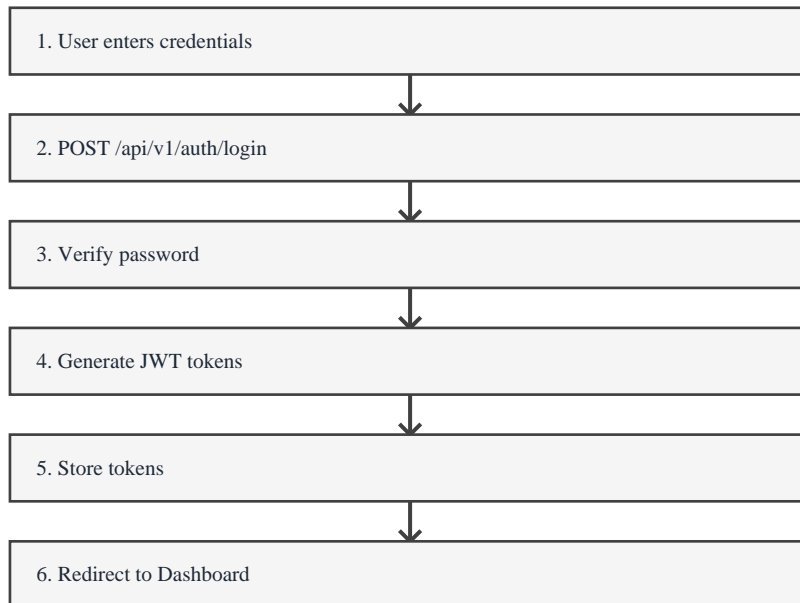 1. User enters credentials
2. POST /api/v1/auth/login
3. Verify password
4. Generate JWT tokens
5. Store tokens
6. Redirect to Dashboard